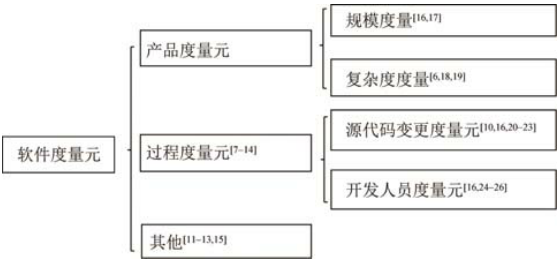 软件度量元
产品度量元
规模度量[16,17]
复杂度度量[6,18,19]
过程度量元[7–14]
源代码变更度量元[10,16,20–23]
开发人员度量元[16,24–26]
其他[11–13,15]